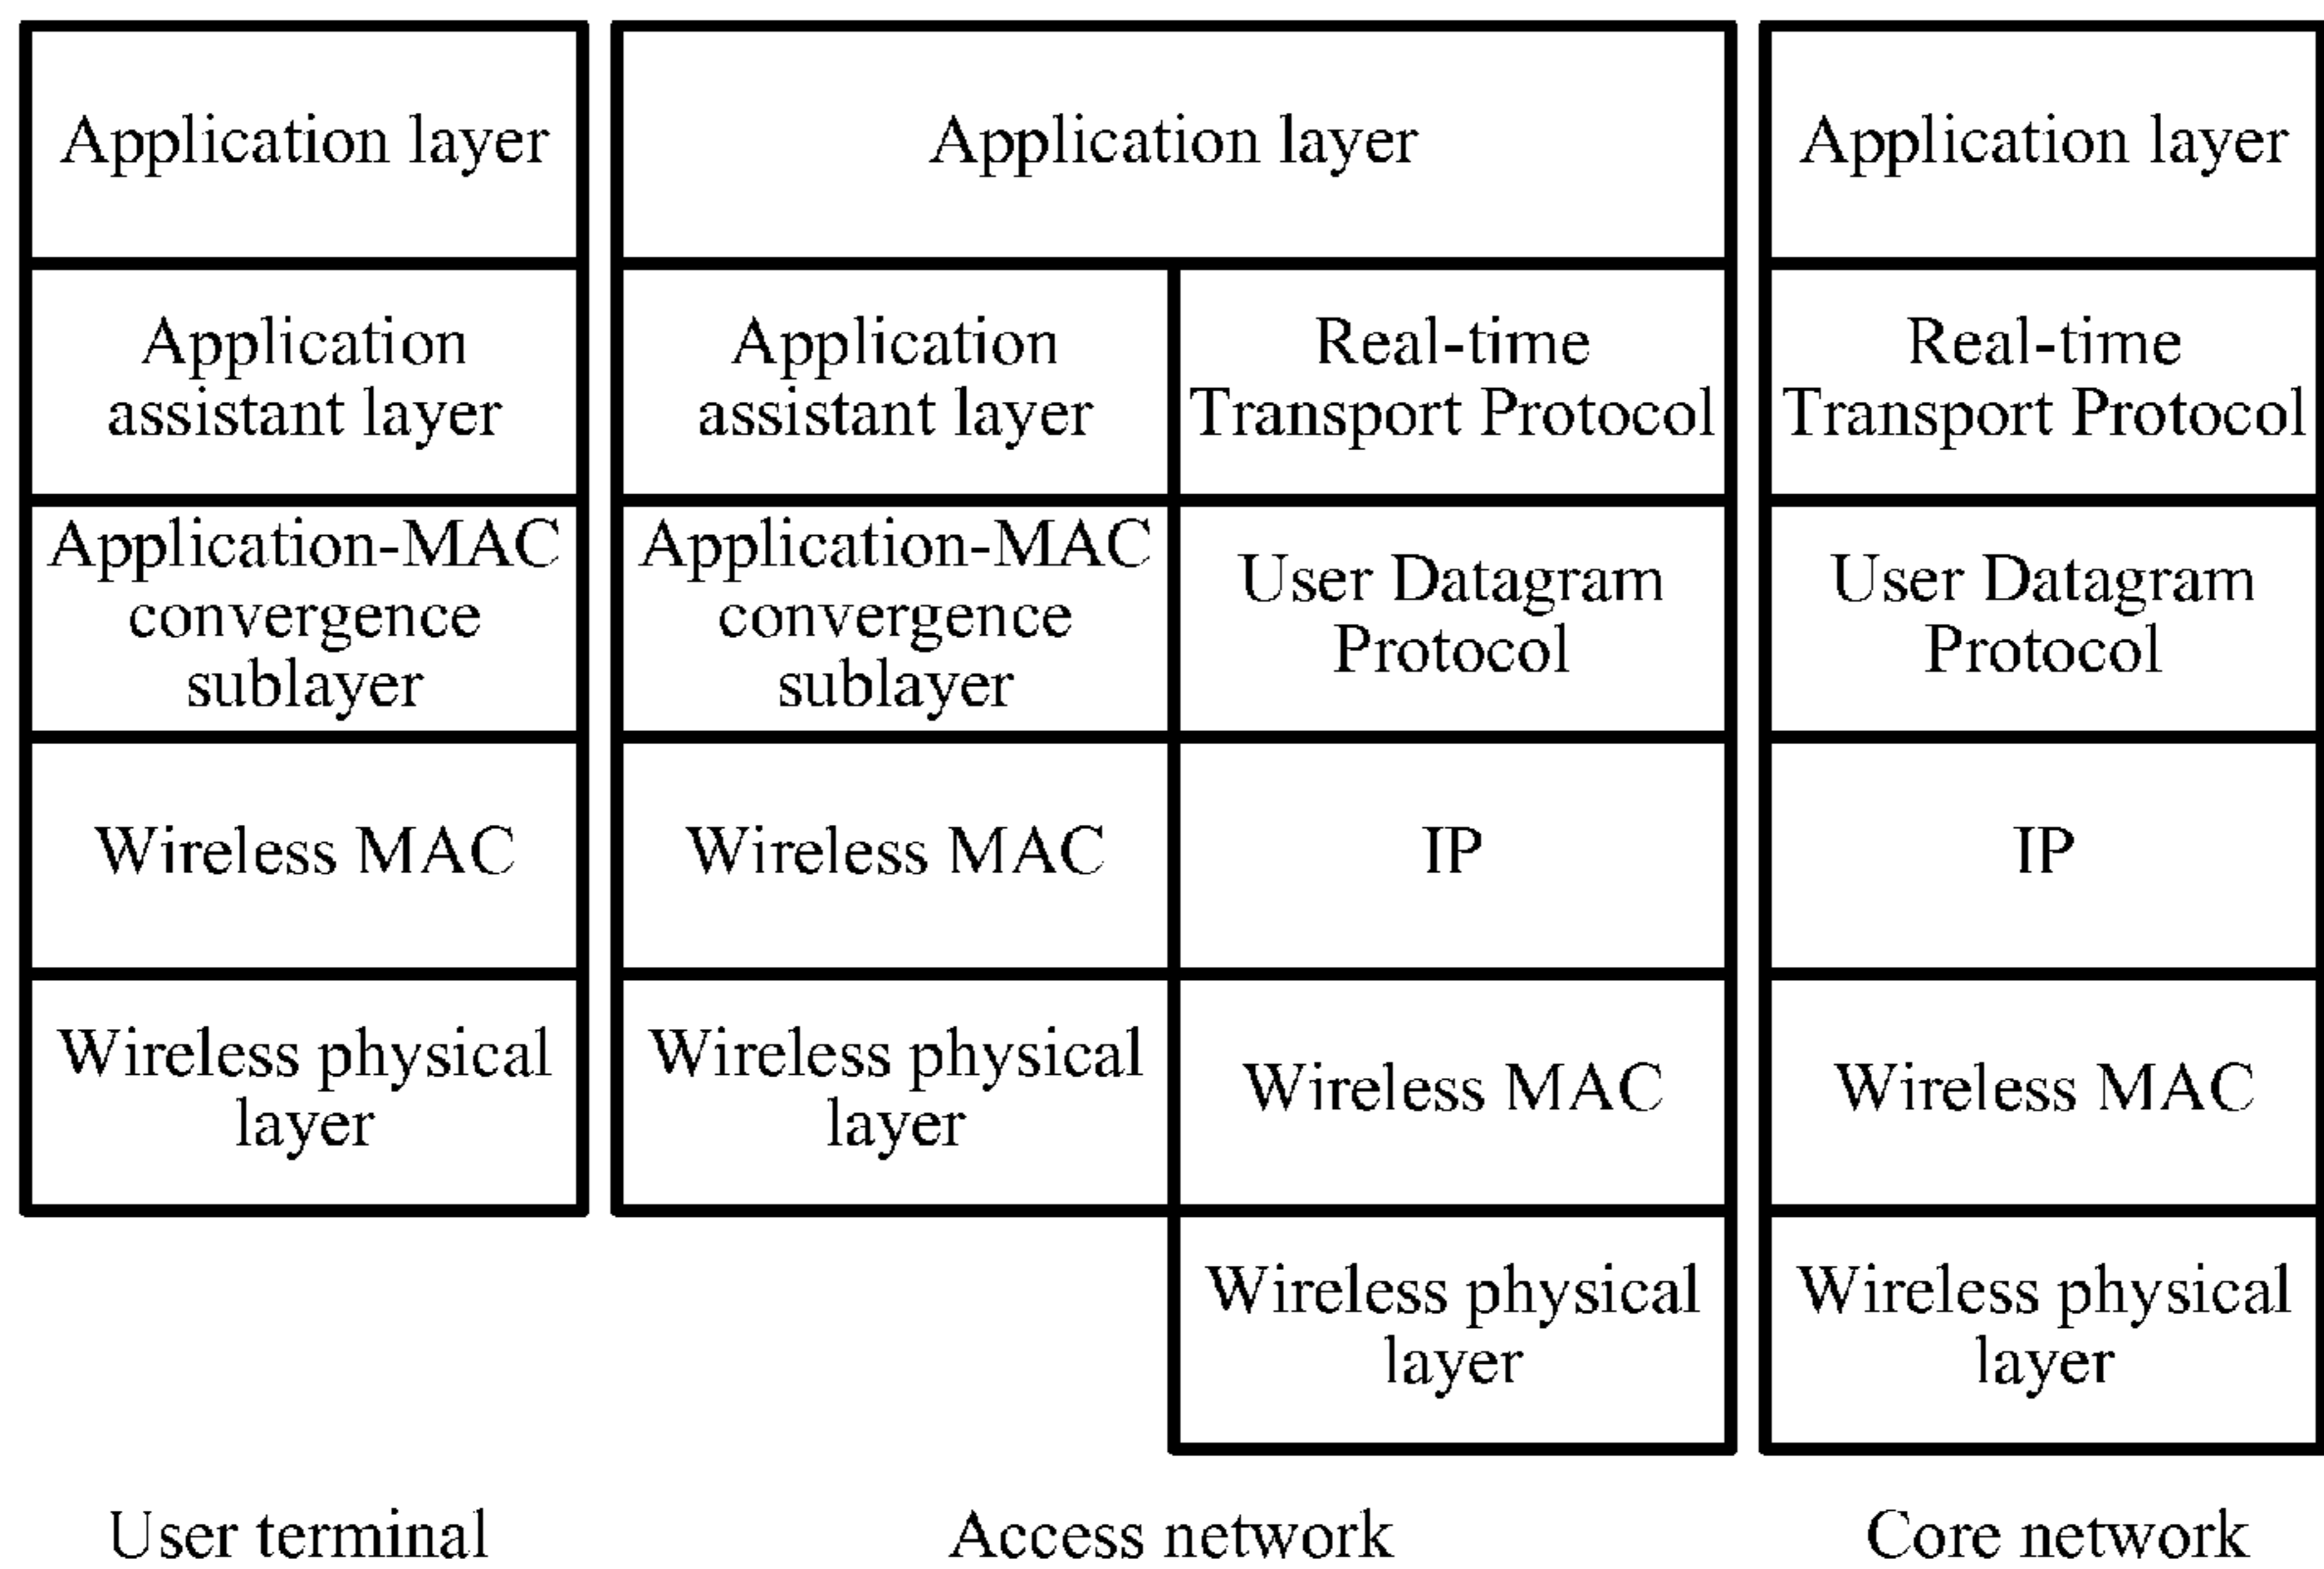 Application layer
Application layer
Application layer
Application
assistant layer
Application
assistant layer
Real-time
Transport Protocol
Real-time
Transport Protocol
Application-MAC
convergence
sublayer
Application-MAC
convergence
sublayer
User Datagram
Protocol
User Datagram
Protocol
Wireless MAC
Wireless MAC
IP
IP
Wireless physical
layer
Wireless physical
layer
Wireless MAC
Wireless MAC
Wireless physical
layer
Wireless physical
layer
User terminal
Access network
Core network